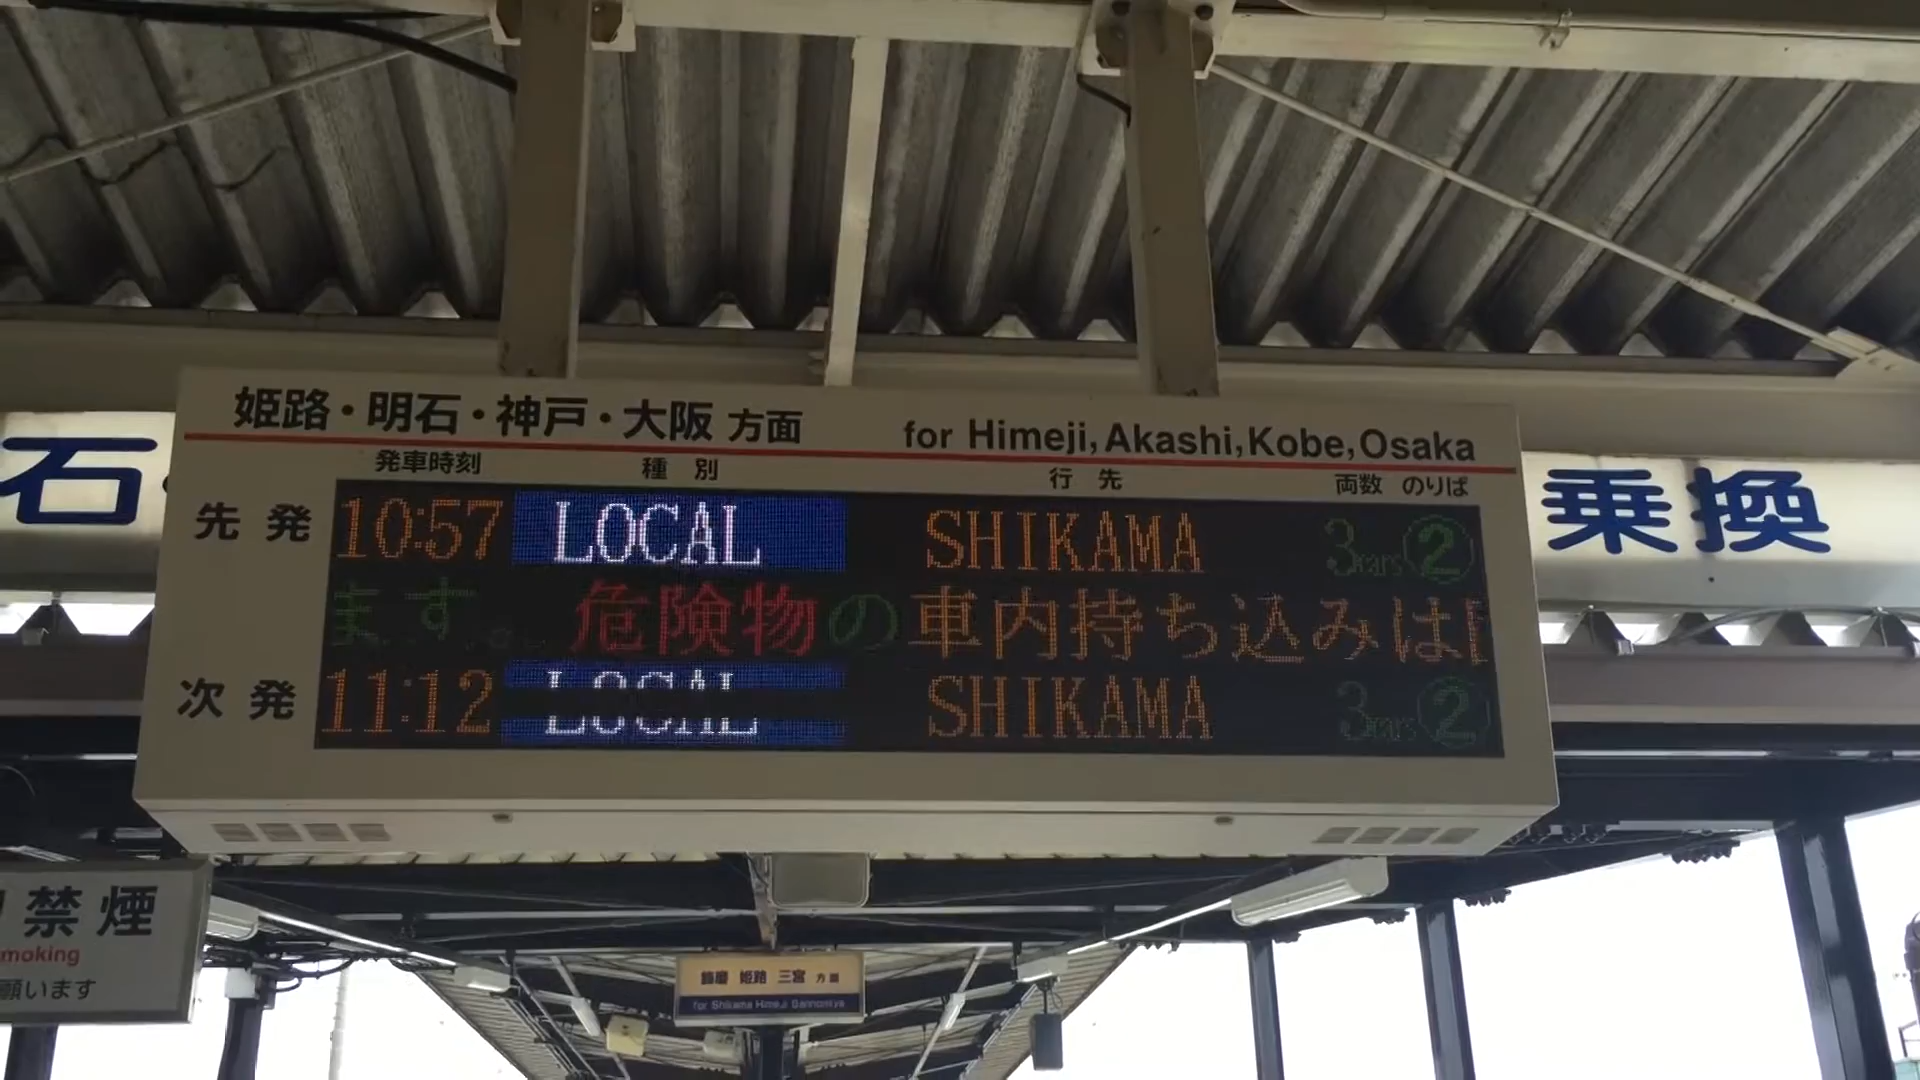 姫路・明石・神戸・大阪 方面 for Himeji, Akashi, Kobe, Osaka
発車時刻 種別 行先 両数 のりば
石
先発 10:57 LOCAL SHIKAMA 3cars ②
乗換
ます。 危険物の車内持ち込みは
次発 11:12 LOCAL SHIKAMA 3cars ②
禁煙
moking
願います
飾磨 姫路 三宮 方面
for Shikama Himeji Sannomiya